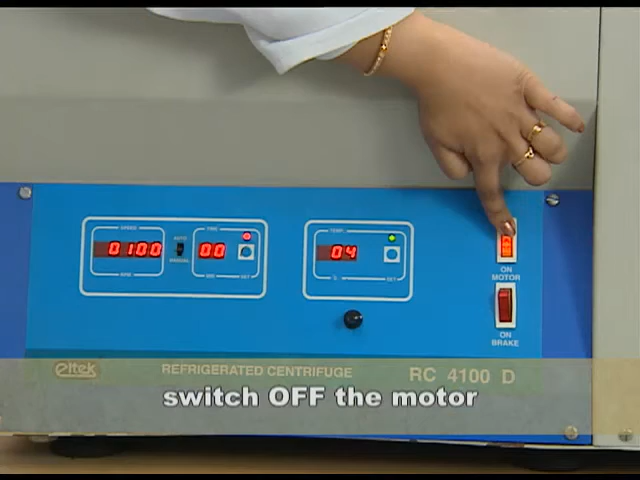 SPEED
0100
RPM
AUTO
MANUAL
TIME
00
MIN
SET
TEMP.
04
°C
SET
ON
MOTOR
ON
BRAKE
eltek
REFRIGERATED CENTRIFUGE
RC 4100 D
switch OFF the motor